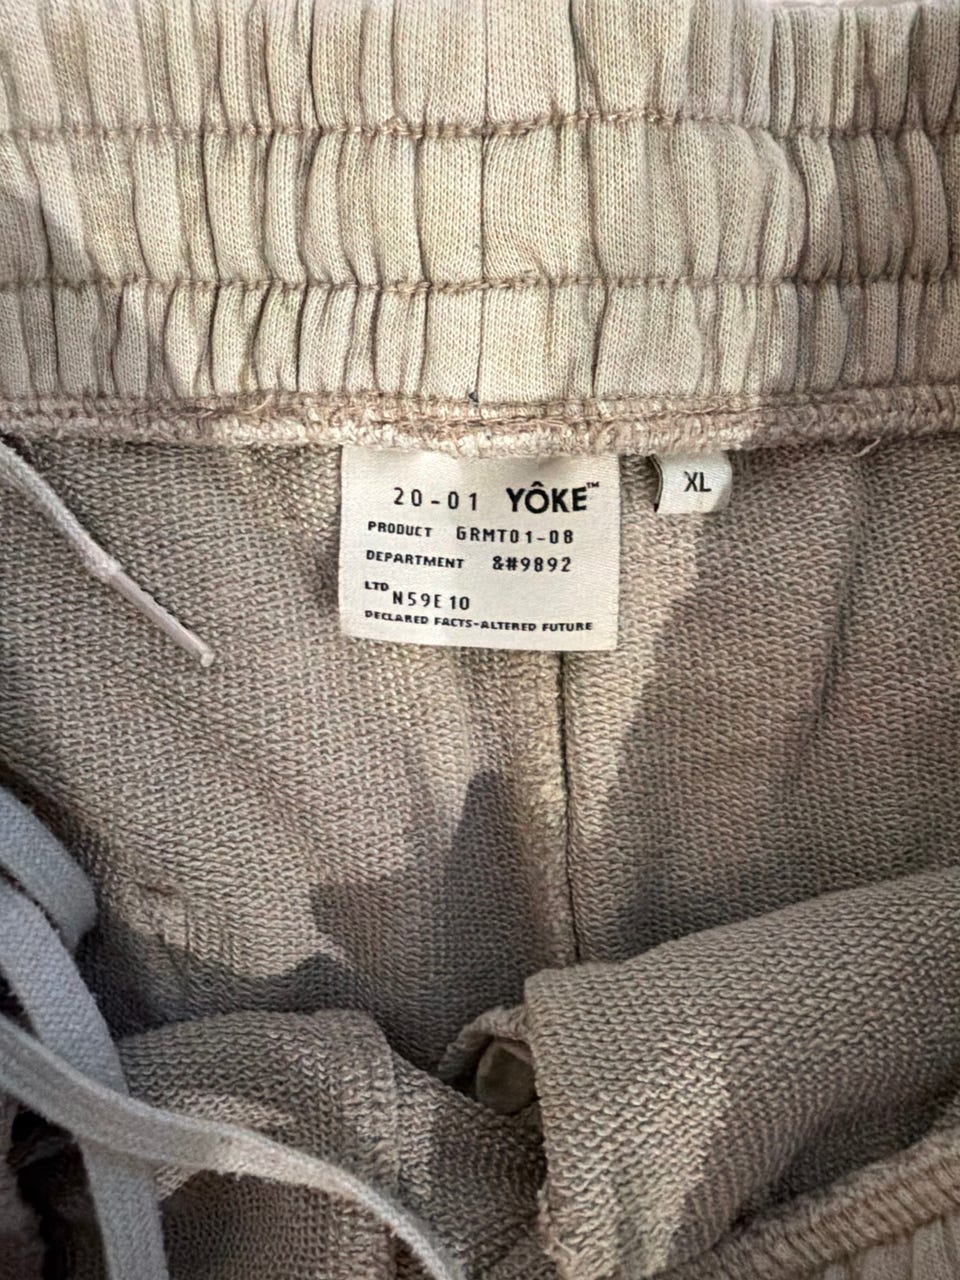 20-01 YÔKE™
XL
PRODUCT GRMT01-08
DEPARTMENT &#9892
LTD N59E10
DECLARED FACTS-ALTERED FUTURE